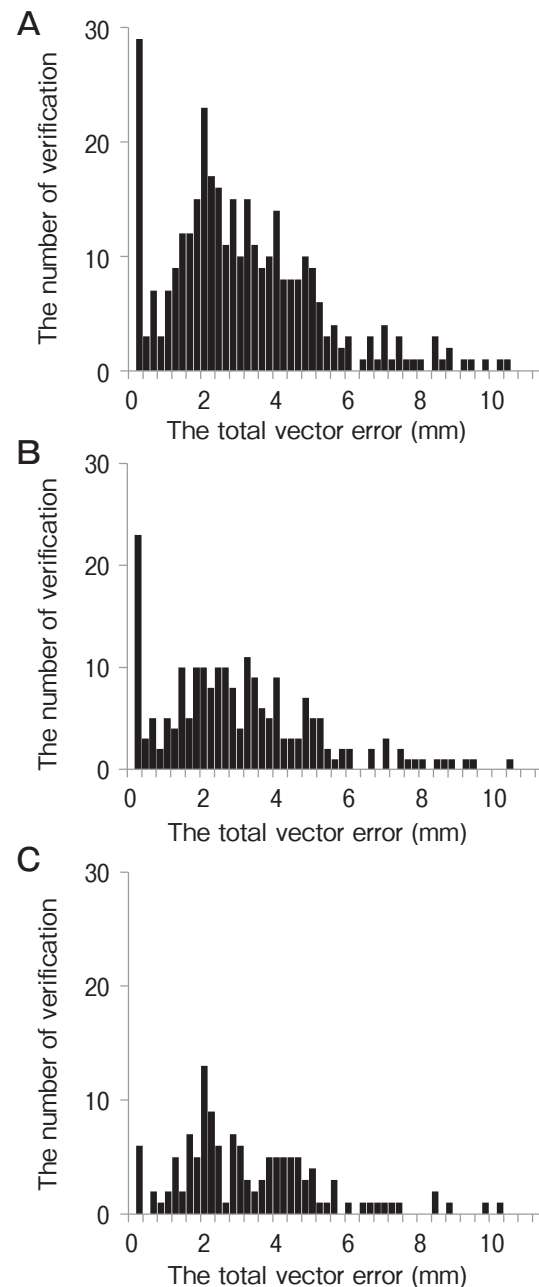 A
The number of verification
30
20
10
0
0 2 4 6 8 10
The total vector error (mm)
B
The number of verification
30
20
10
0
0 2 4 6 8 10
The total vector error (mm)
C
The number of verification
30
20
10
0
0 2 4 6 8 10
The total vector error (mm)